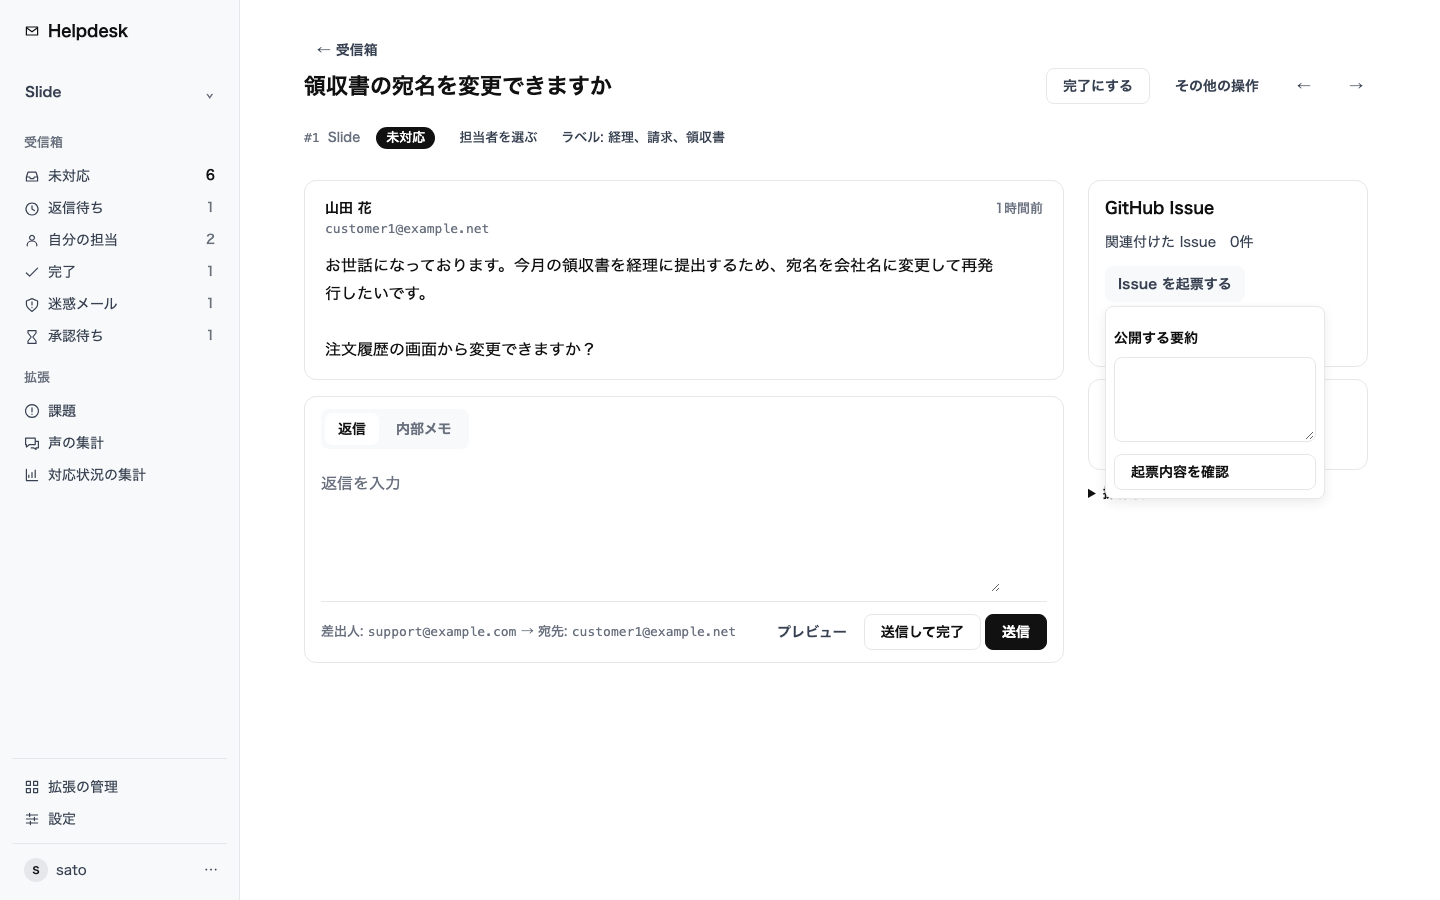 Helpdesk
Slide
受信箱
未対応 6
返信待ち 1
自分の担当 2
完了 1
迷惑メール 1
承認待ち 1
拡張
課題
声の集計
対応状況の集計
拡張の管理
設定
S sato …
← 受信箱
領収書の宛名を変更できますか
完了にする その他の操作 ← →
#1 Slide 未対応 担当者を選ぶ ラベル: 経理、請求、領収書
山田 花 1時間前
customer1@example.net
お世話になっております。今月の領収書を経理に提出するため、宛名を会社名に変更して再発
行したいです。
注文履歴の画面から変更できますか？
返信 内部メモ
返信を入力
差出人: support@example.com → 宛先: customer1@example.net プレビュー 送信して完了 送信
GitHub Issue
関連付けた Issue 0件
Issue を起票する
公開する要約
起票内容を確認